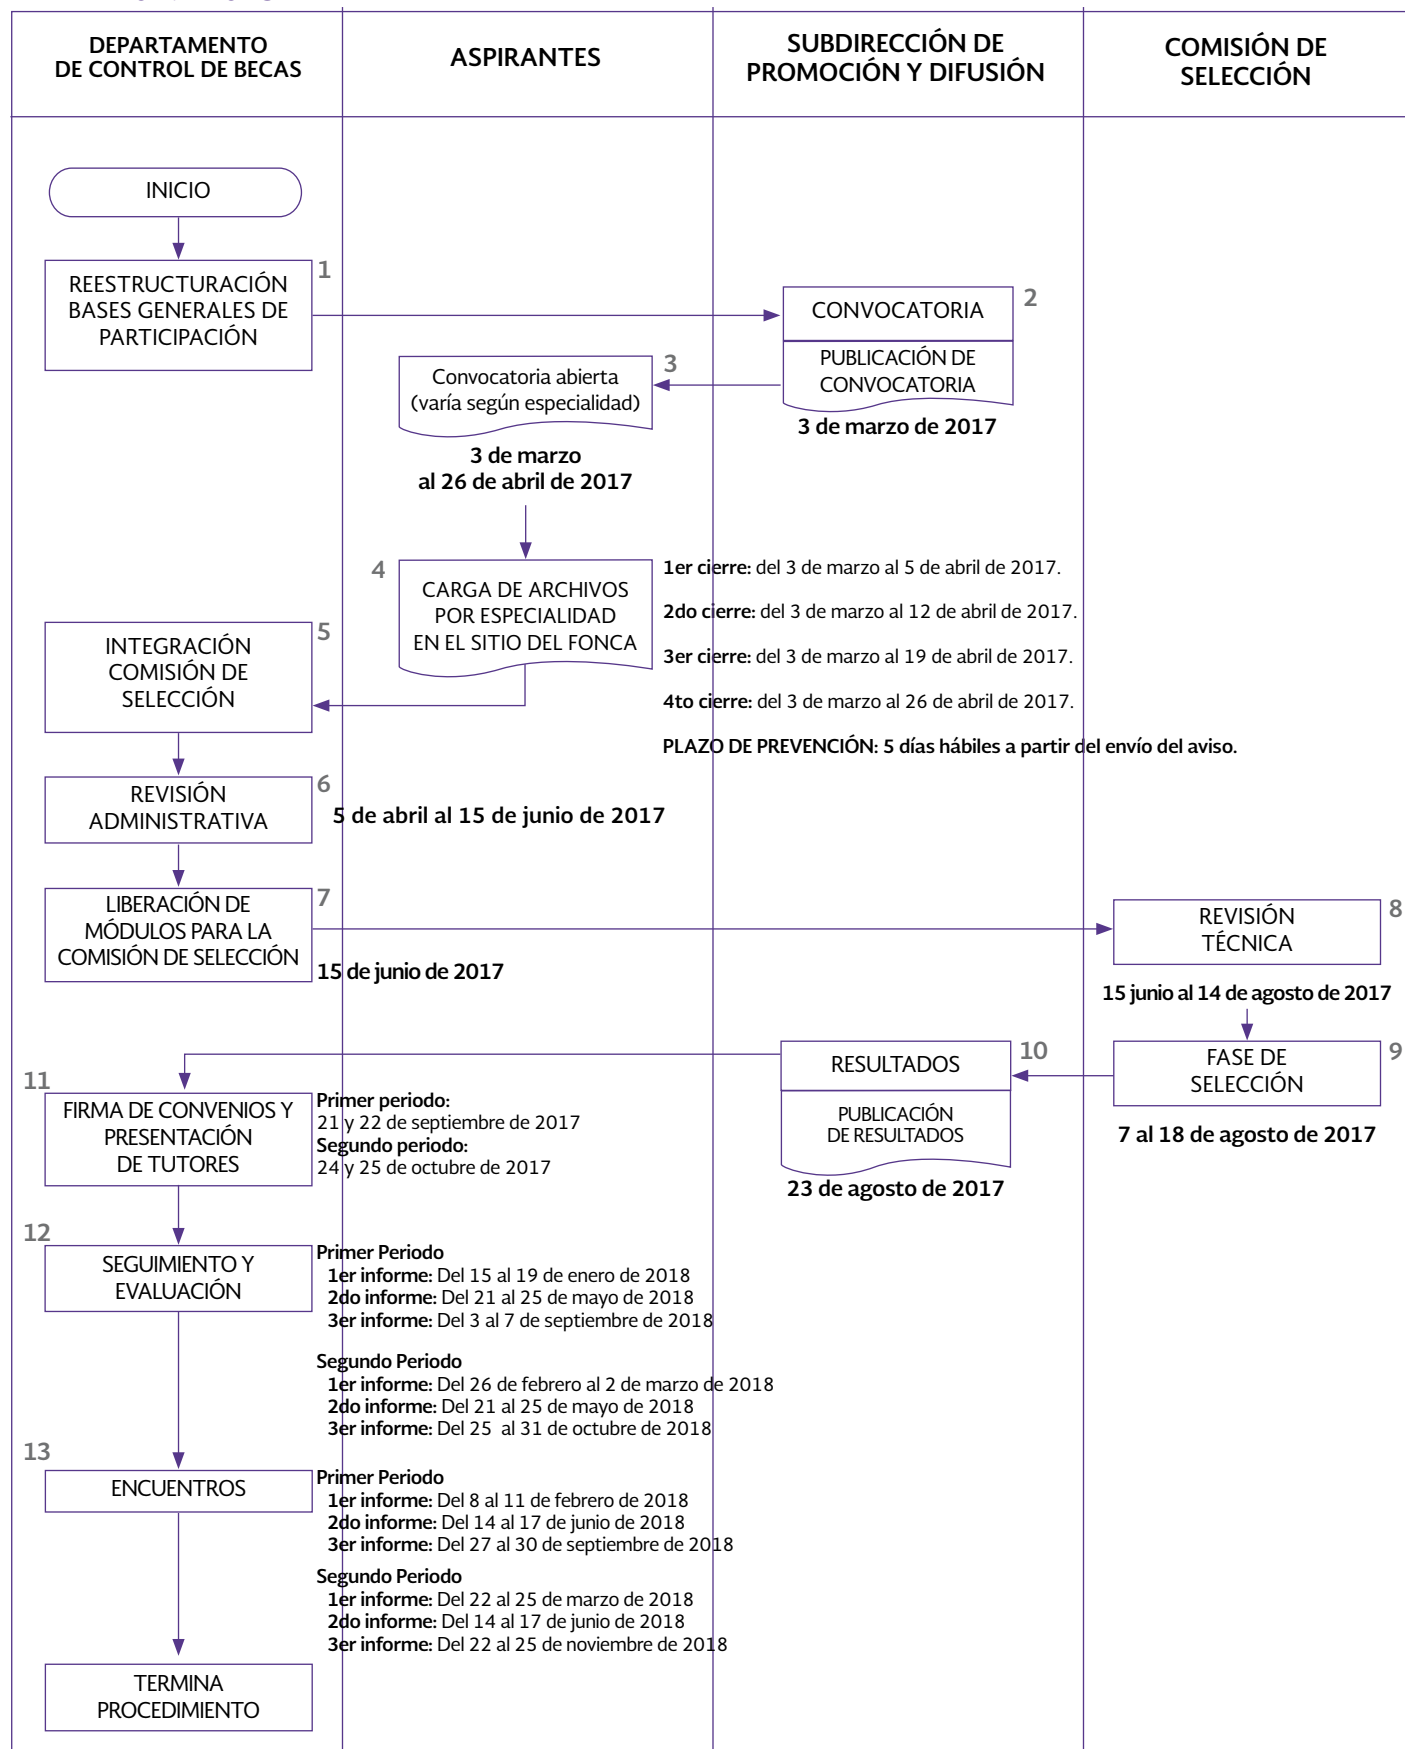 DEPARTAMENTO
DE CONTROL DE BECAS
ASPIRANTES
SUBDIRECCIÓN DE
PROMOCIÓN Y DIFUSIÓN
COMISIÓN DE
SELECCIÓN
INICIO
1
REESTRUCTURACIÓN
BASES GENERALES DE
PARTICIPACIÓN
2
CONVOCATORIA
PUBLICACIÓN DE
CONVOCATORIA
3 de marzo de 2017
3
Convocatoria abierta
(varía según especialidad)
3 de marzo
al 26 de abril de 2017
4
CARGA DE ARCHIVOS
POR ESPECIALIDAD
EN EL SITIO DEL FONCA
1er cierre: del 3 de marzo al 5 de abril de 2017.
2do cierre: del 3 de marzo al 12 de abril de 2017.
3er cierre: del 3 de marzo al 19 de abril de 2017.
4to cierre: del 3 de marzo al 26 de abril de 2017.
PLAZO DE PREVENCIÓN: 5 días hábiles a partir del envío del aviso.
5
INTEGRACIÓN
COMISIÓN DE
SELECCIÓN
6
REVISIÓN
ADMINISTRATIVA
5 de abril al 15 de junio de 2017
7
LIBERACIÓN DE
MÓDULOS PARA LA
COMISIÓN DE SELECCIÓN
15 de junio de 2017
8
REVISIÓN
TÉCNICA
15 junio al 14 de agosto de 2017
9
FASE DE
SELECCIÓN
7 al 18 de agosto de 2017
10
RESULTADOS
PUBLICACIÓN
DE RESULTADOS
23 de agosto de 2017
11
FIRMA DE CONVENIOS Y
PRESENTACIÓN
DE TUTORES
Primer periodo:
21 y 22 de septiembre de 2017
Segundo periodo:
24 y 25 de octubre de 2017
12
SEGUIMIENTO Y
EVALUACIÓN
Primer Periodo
1er informe: Del 15 al 19 de enero de 2018
2do informe: Del 21 al 25 de mayo de 2018
3er informe: Del 3 al 7 de septiembre de 2018
Segundo Periodo
1er informe: Del 26 de febrero al 2 de marzo de 2018
2do informe: Del 21 al 25 de mayo de 2018
3er informe: Del 25 al 31 de octubre de 2018
13
ENCUENTROS
Primer Periodo
1er informe: Del 8 al 11 de febrero de 2018
2do informe: Del 14 al 17 de junio de 2018
3er informe: Del 27 al 30 de septiembre de 2018
Segundo Periodo
1er informe: Del 22 al 25 de marzo de 2018
2do informe: Del 14 al 17 de junio de 2018
3er informe: Del 22 al 25 de noviembre de 2018
TERMINA
PROCEDIMIENTO